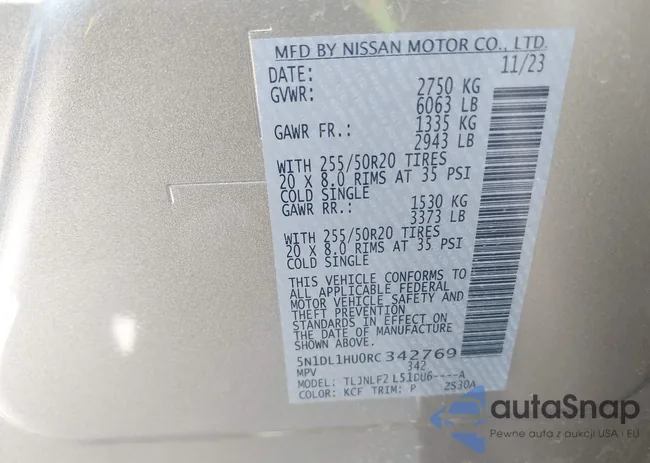 MFD BY NISSAN MOTOR CO., LTD.
DATE: 11/23
GVWR: 2750 KG
6063 LB
GAWR FR.: 1335 KG
2943 LB
WITH 255/50R20 TIRES
20 X 8.0 RIMS AT 35 PSI
COLD SINGLE
GAWR RR.: 1530 KG
3373 LB
WITH 255/50R20 TIRES
20 X 8.0 RIMS AT 35 PSI
COLD SINGLE
THIS VEHICLE CONFORMS TO
ALL APPLICABLE FEDERAL
MOTOR VEHICLE SAFETY AND
THEFT PREVENTION
STANDARDS IN EFFECT ON
THE DATE OF MANUFACTURE
5N1DL1HU0RC342769
MPV 342
MODEL: TLJNLF2 L51DU6----A
COLOR: KCF TRIM: P 2S30A
autaSnap
Pewne auta z aukcji USA i EU